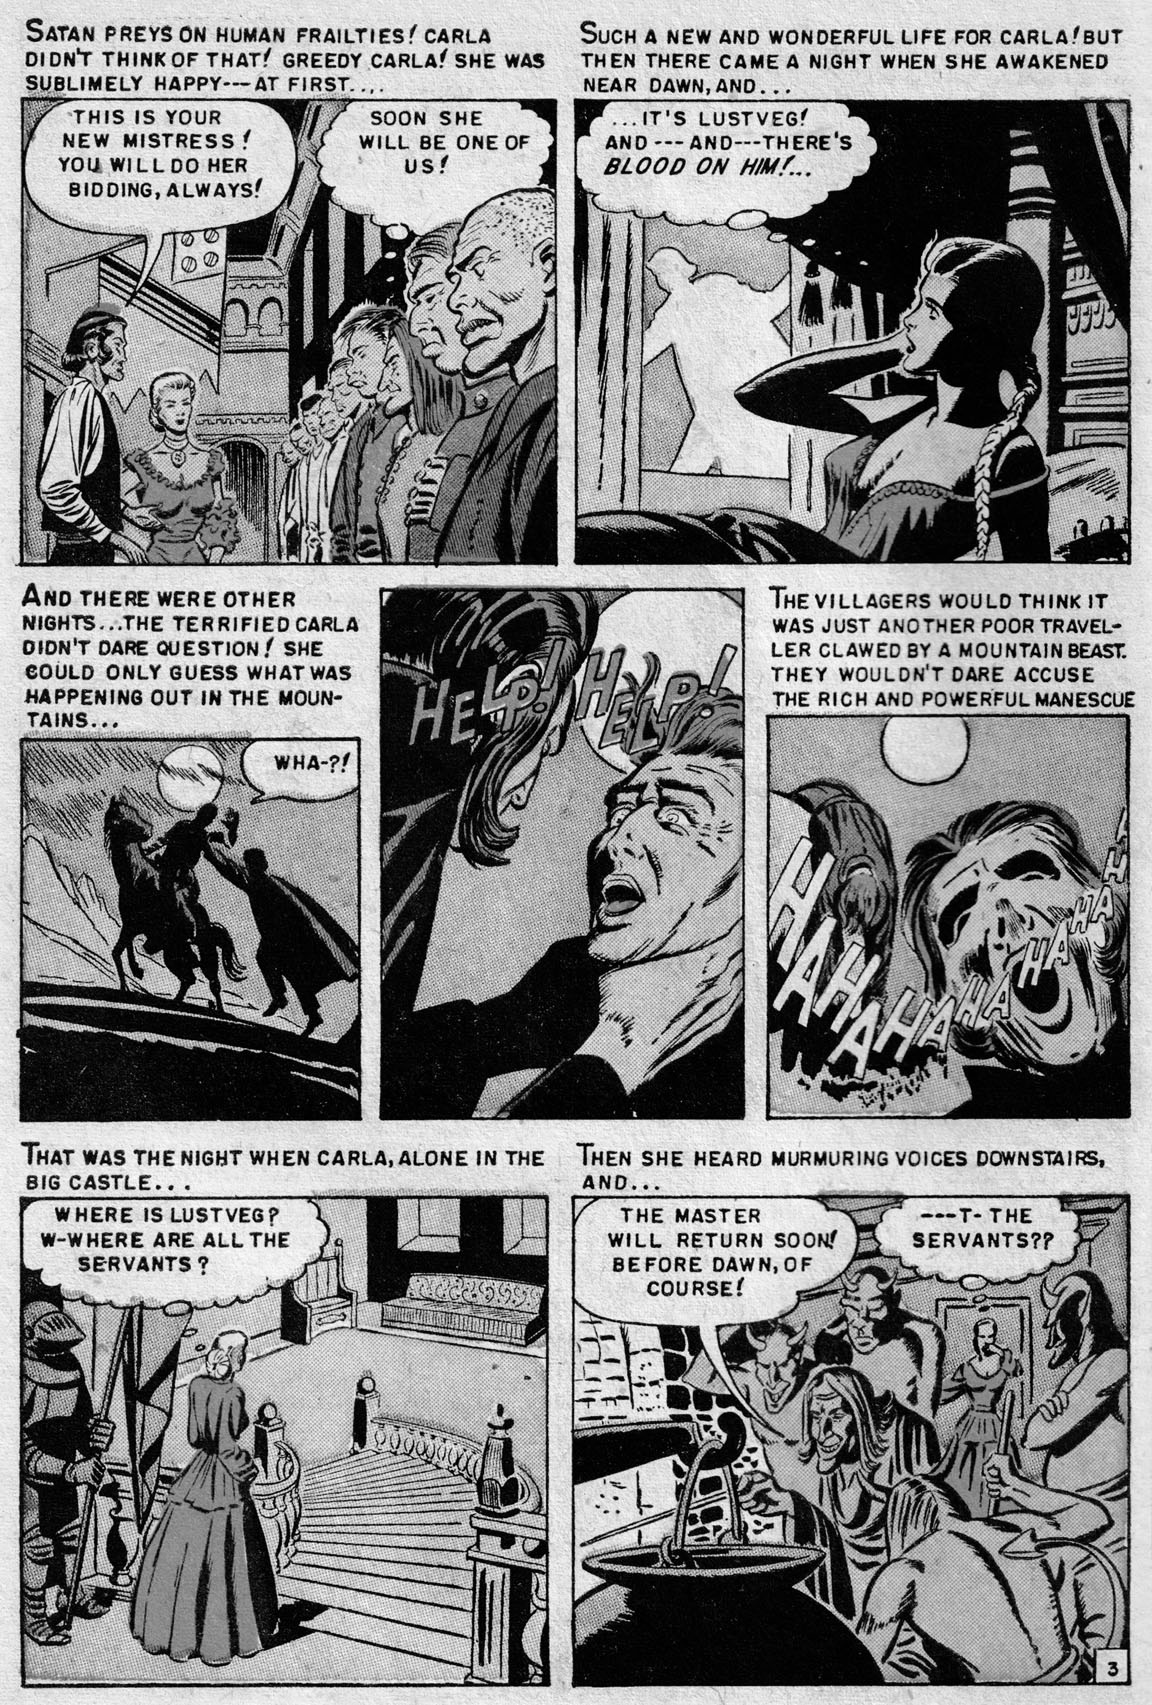 SATAN PREYS ON HUMAN FRAILTIES! CARLA
DIDN'T THINK OF THAT! GREEDY CARLA! SHE WAS
SUBLIMELY HAPPY---AT FIRST....
THIS IS YOUR
NEW MISTRESS!
YOU WILL DO HER
BIDDING, ALWAYS!
SOON SHE
WILL BE ONE OF
US!
SUCH A NEW AND WONDERFUL LIFE FOR CARLA! BUT
THEN THERE CAME A NIGHT WHEN SHE AWAKENED
NEAR DAWN, AND...
...IT'S LUSTVEG!
AND --- AND---THERE'S
BLOOD ON HIM!...
AND THERE WERE OTHER
NIGHTS...THE TERRIFIED CARLA
DIDN'T DARE QUESTION! SHE
COULD ONLY GUESS WHAT WAS
HAPPENING OUT IN THE MOUN-
TAINS...
WHA-?!
HELP! HELP!
THE VILLAGERS WOULD THINK IT
WAS JUST ANOTHER POOR TRAVEL-
LER CLAWED BY A MOUNTAIN BEAST.
THEY WOULDN'T DARE ACCUSE
THE RICH AND POWERFUL MANESCUE
HAHAHAHAHAHAHAHAHH
THAT WAS THE NIGHT WHEN CARLA, ALONE IN THE
BIG CASTLE...
WHERE IS LUSTVEG?
W-WHERE ARE ALL THE
SERVANTS?
THEN SHE HEARD MURMURING VOICES DOWNSTAIRS,
AND...
THE MASTER
WILL RETURN SOON!
BEFORE DAWN, OF
COURSE!
---T- THE
SERVANTS??
3